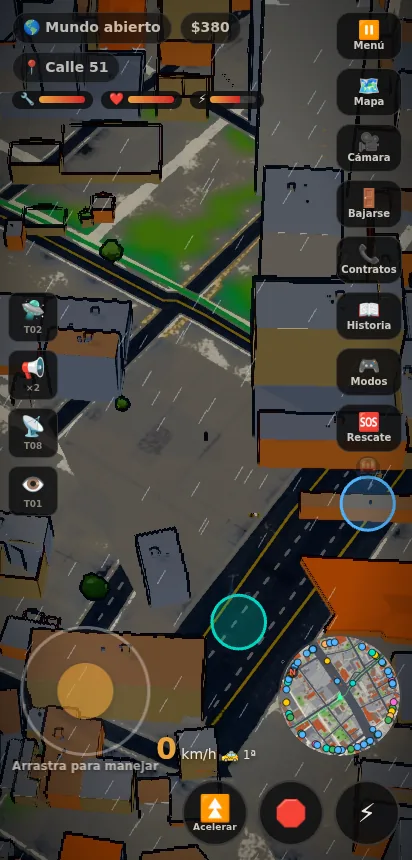 Mundo abierto
$380
Calle 51
Menú
Mapa
Cámara
Bajarse
Contratos
Historia
Modos
SOS
Rescate
T02
×2
T08
T01
0 km/h 1ª
Arrastra para manejar
Acelerar